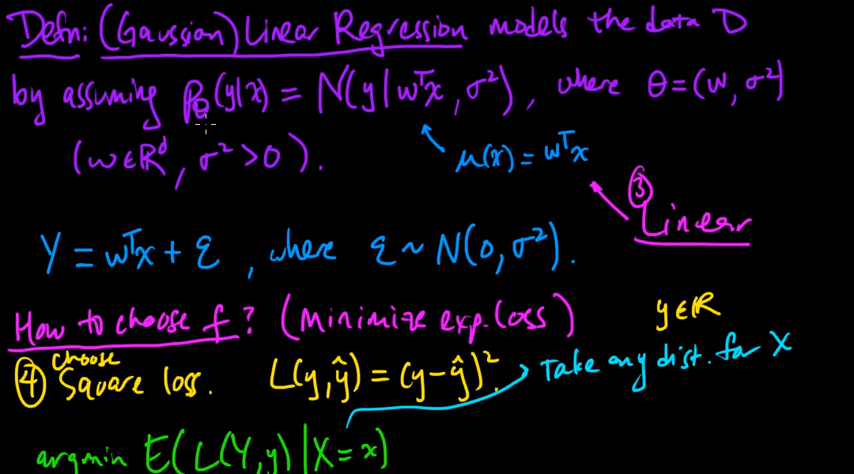 Defn: (Gaussian) Linear Regression models the data D
by assuming p_θ(y|x) = N(y | wᵀx, σ²), where θ = (w, σ²)
(w∈ℝᵈ, σ² > 0).
μ(x) = wᵀx
③
Linear
Y = wᵀx + ε, where ε ~ N(0, σ²).
How to choose f? (Minimize exp. loss)
y∈ℝ
④ choose Square loss. L(y, ŷ) = (y-ŷ)².
Take any dist. for X
argmin E(L(Y, y) | X = x)